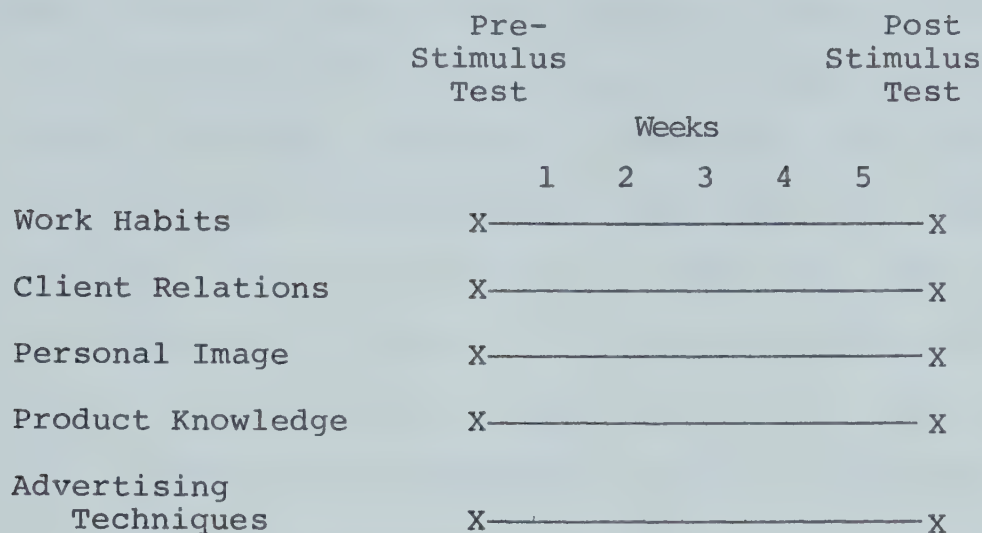 Pre- Post
Stimulus Stimulus
Test Test
Weeks
1 2 3 4 5
Work Habits X X
Client Relations X X
Personal Image X X
Product Knowledge X X
Advertising
Techniques X X